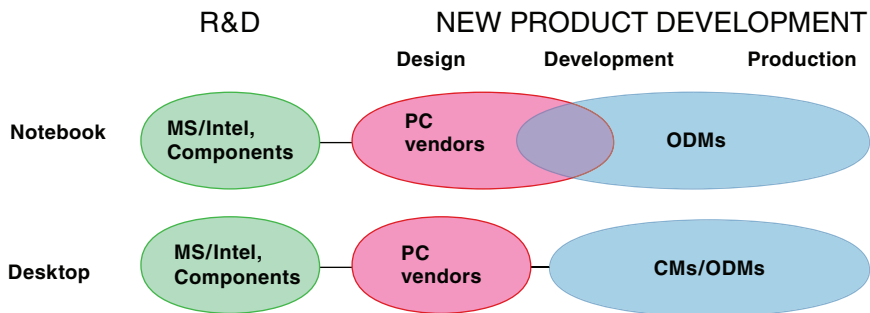 R&D NEW PRODUCT DEVELOPMENT
Design Development Production
Notebook
MS/Intel,
Components
PC
vendors
ODMs
Desktop
MS/Intel,
Components
PC
vendors
CMs/ODMs